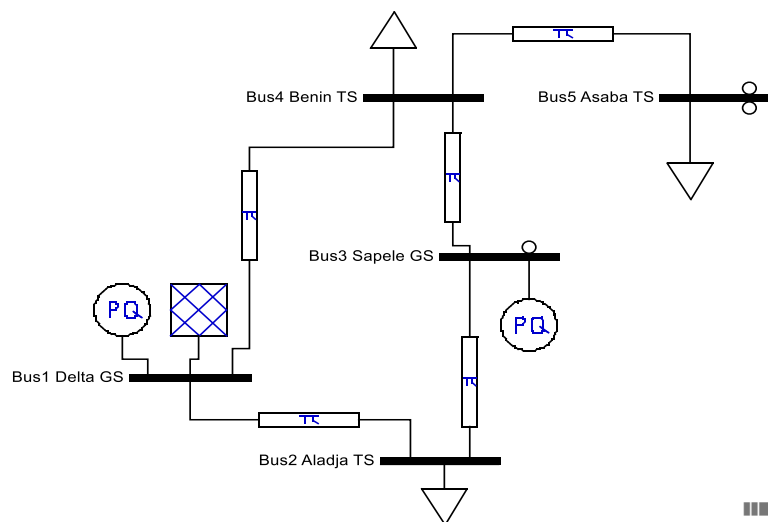 Bus4 Benin TS
Bus5 Asaba TS
Bus3 Sapele GS
PQ
PQ
Bus1 Delta GS
Bus2 Aladja TS
π
π
π
π
π